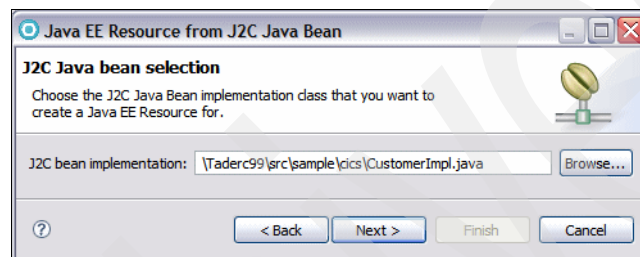 Java EE Resource from J2C Java Bean
J2C Java bean selection
Choose the J2C Java Bean implementation class that you want to
create a Java EE Resource for.
J2C bean implementation: \Taderc99\src\sample\cics\CustomerImpl.java Browse...
? < Back Next > Finish Cancel